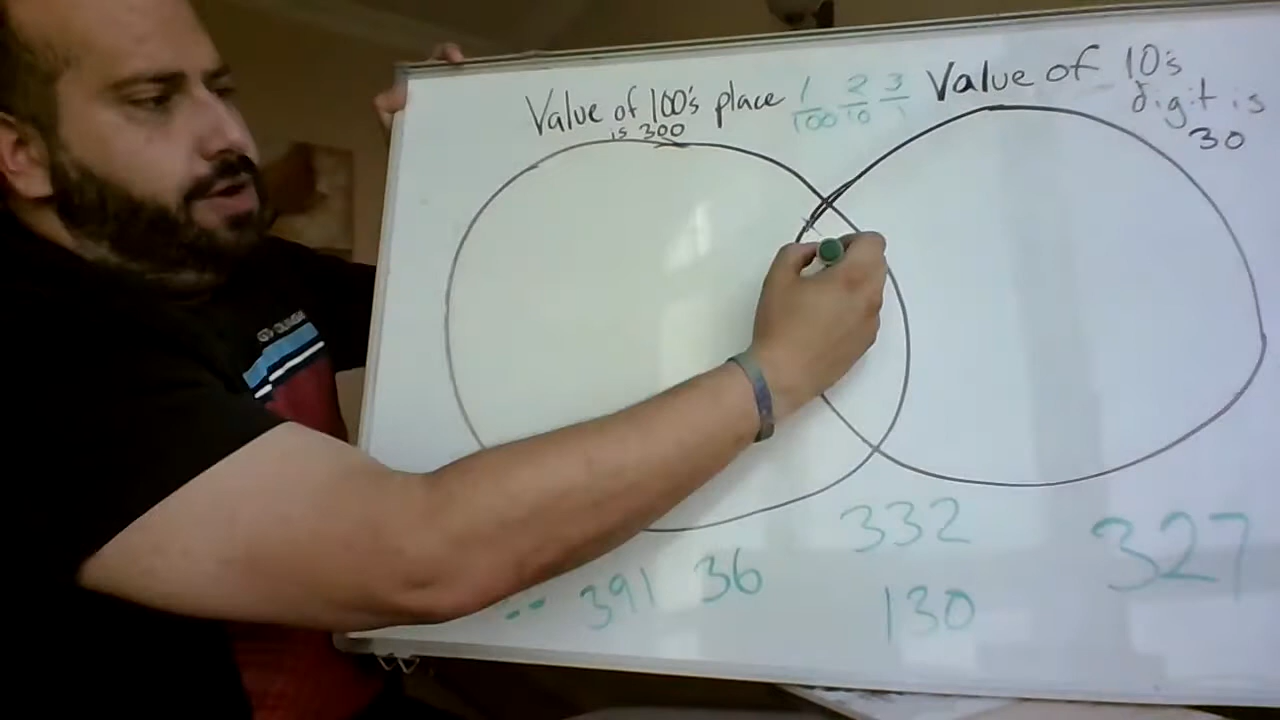 Value of 100's place
is 300
1 2 3
100 10 1
Value of 10's
digit is
30
332
391 36
327
130